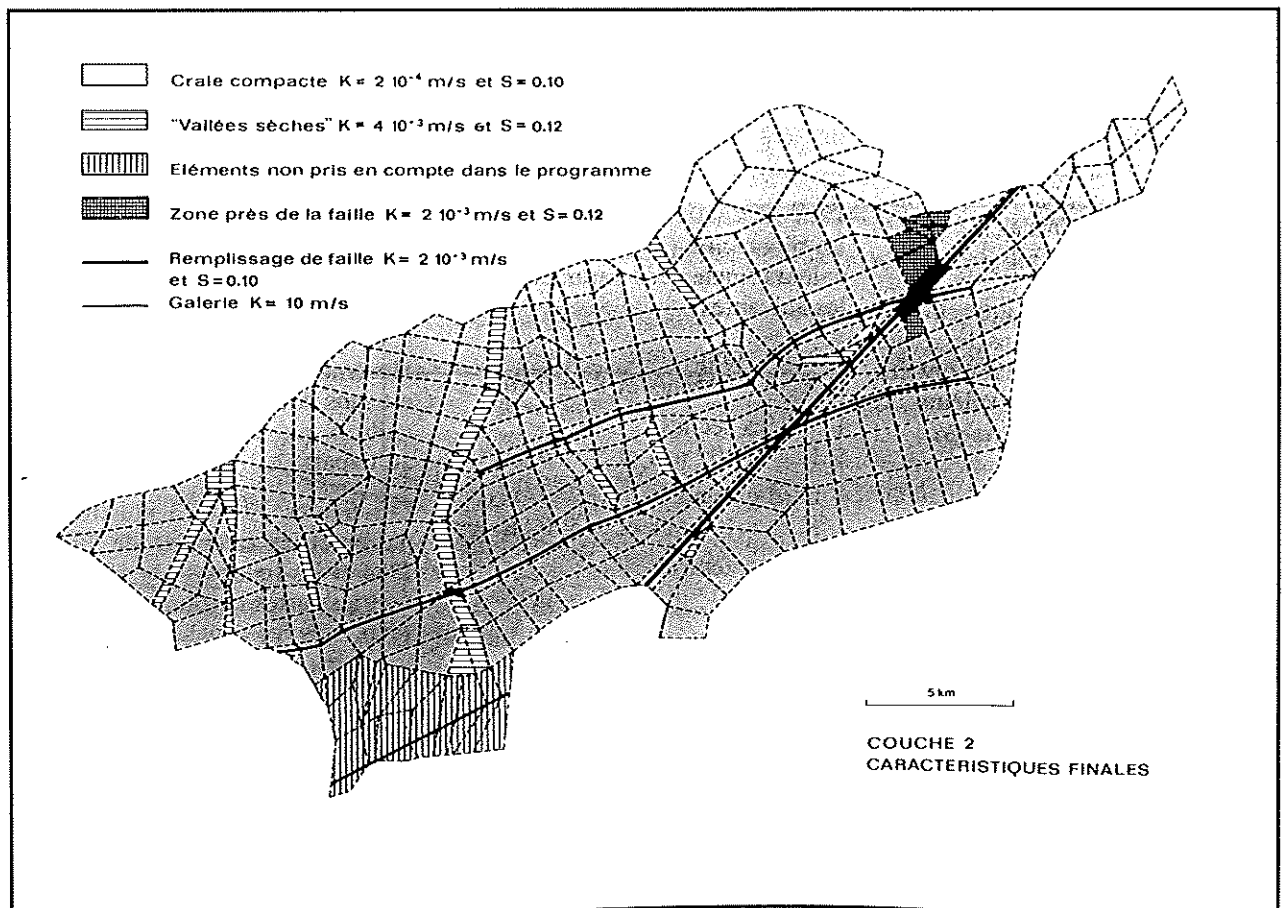 Craie compacte K = 2 10⁻⁴ m/s et S = 0.10
"Vallées sèches" K = 4 10⁻³ m/s et S = 0.12
Eléments non pris en compte dans le programme
Zone près de la faille K = 2 10⁻³ m/s et S = 0.12
Remplissage de faille K = 2 10⁻³ m/s
et S = 0.10
Galerie K = 10 m/s
5 km
COUCHE 2
CARACTERISTIQUES FINALES